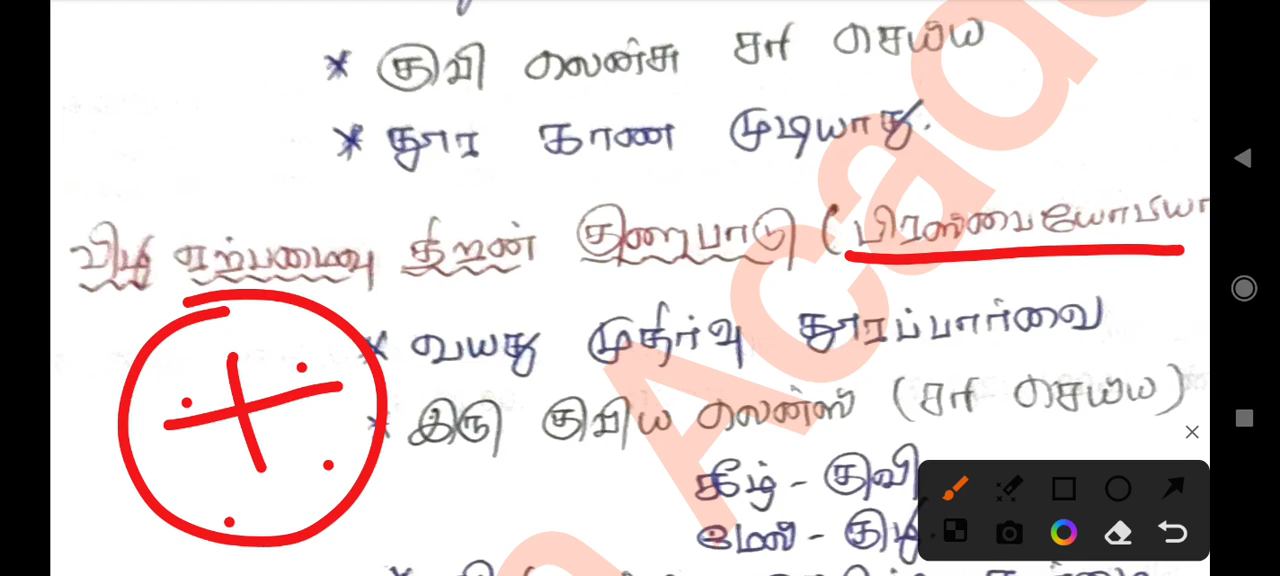 * குவி லென்சு சரி செய்ய
* தூர காண முடியாது.
விழி ஏற்பமைவு திறன் குறைபாடு (பிரஸ்பையோபியா
* வயது முதிர்வு தூரப்பார்வை
* இரு குவிய லென்ஸ் (சரி செய்ய)
கீழ் - குவி
மேல் - குழி